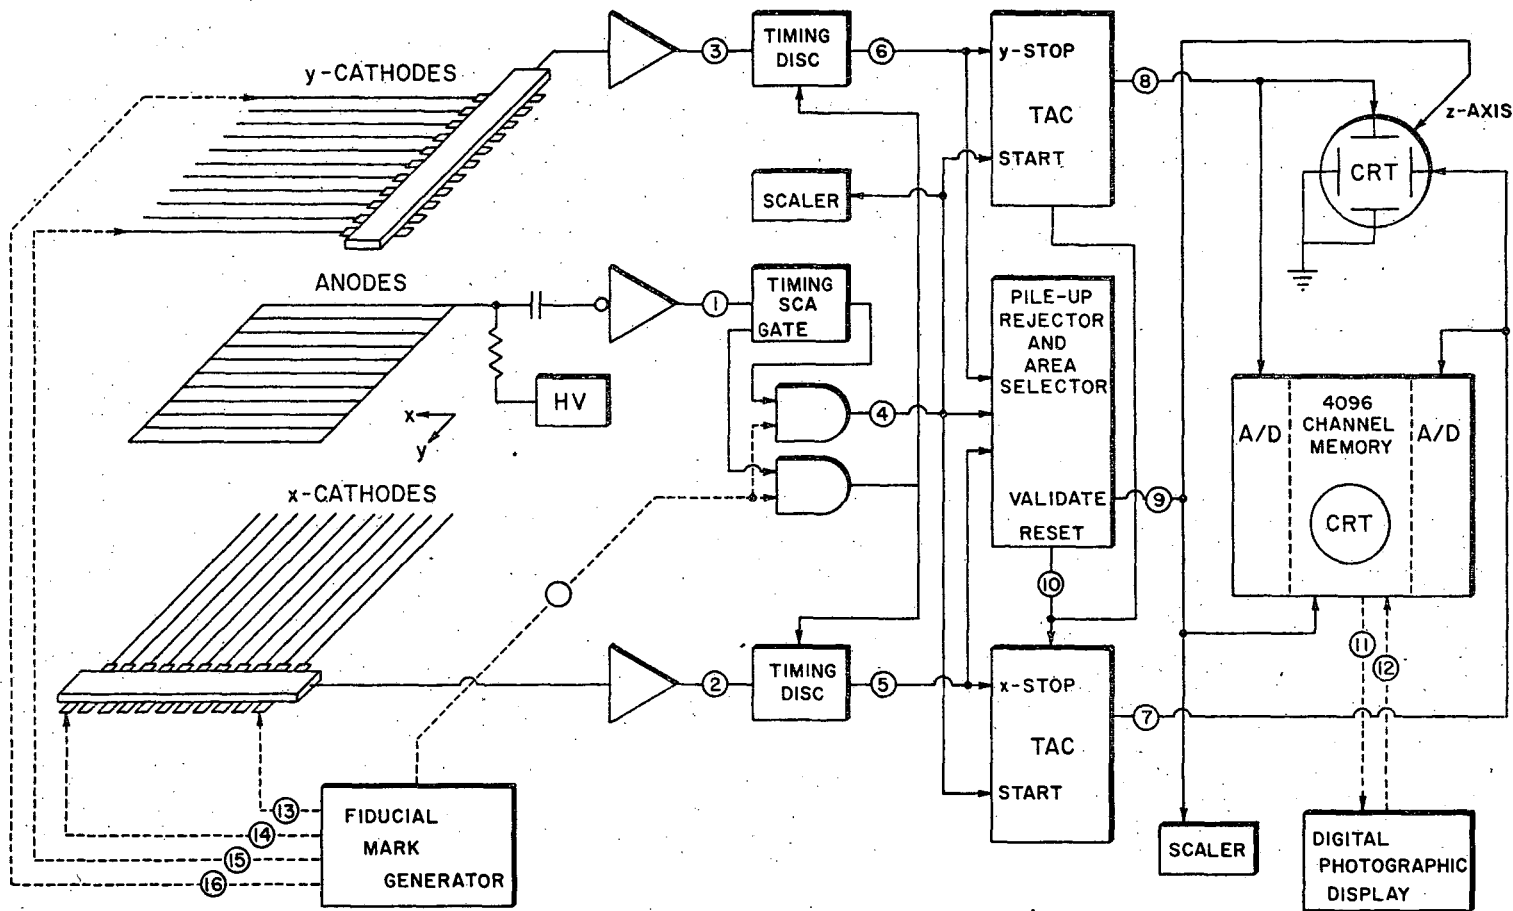 y-CATHODES
③
TIMING
DISC
⑥
y-STOP
TAC
START
⑧
z-AXIS
CRT
SCALER
ANODES
①
TIMING
SCA
GATE
HV
x
y
④
PILE-UP
REJECTOR
AND
AREA
SELECTOR
VALIDATE
RESET
⑨
⑩
A/D
4096
CHANNEL
MEMORY
A/D
CRT
x-CATHODES
②
TIMING
DISC
⑤
x-STOP
TAC
START
⑦
⑪
⑫
⑬
⑭
⑮
⑯
FIDUCIAL
MARK
GENERATOR
SCALER
DIGITAL
PHOTOGRAPHIC
DISPLAY